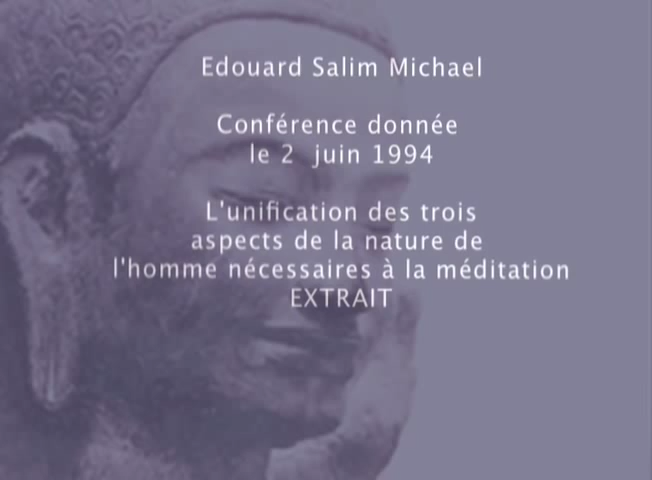 Edouard Salim Michael
Conférence donnée
le 2 juin 1994
L'unification des trois
aspects de la nature de
l'homme nécessaires à la méditation
EXTRAIT